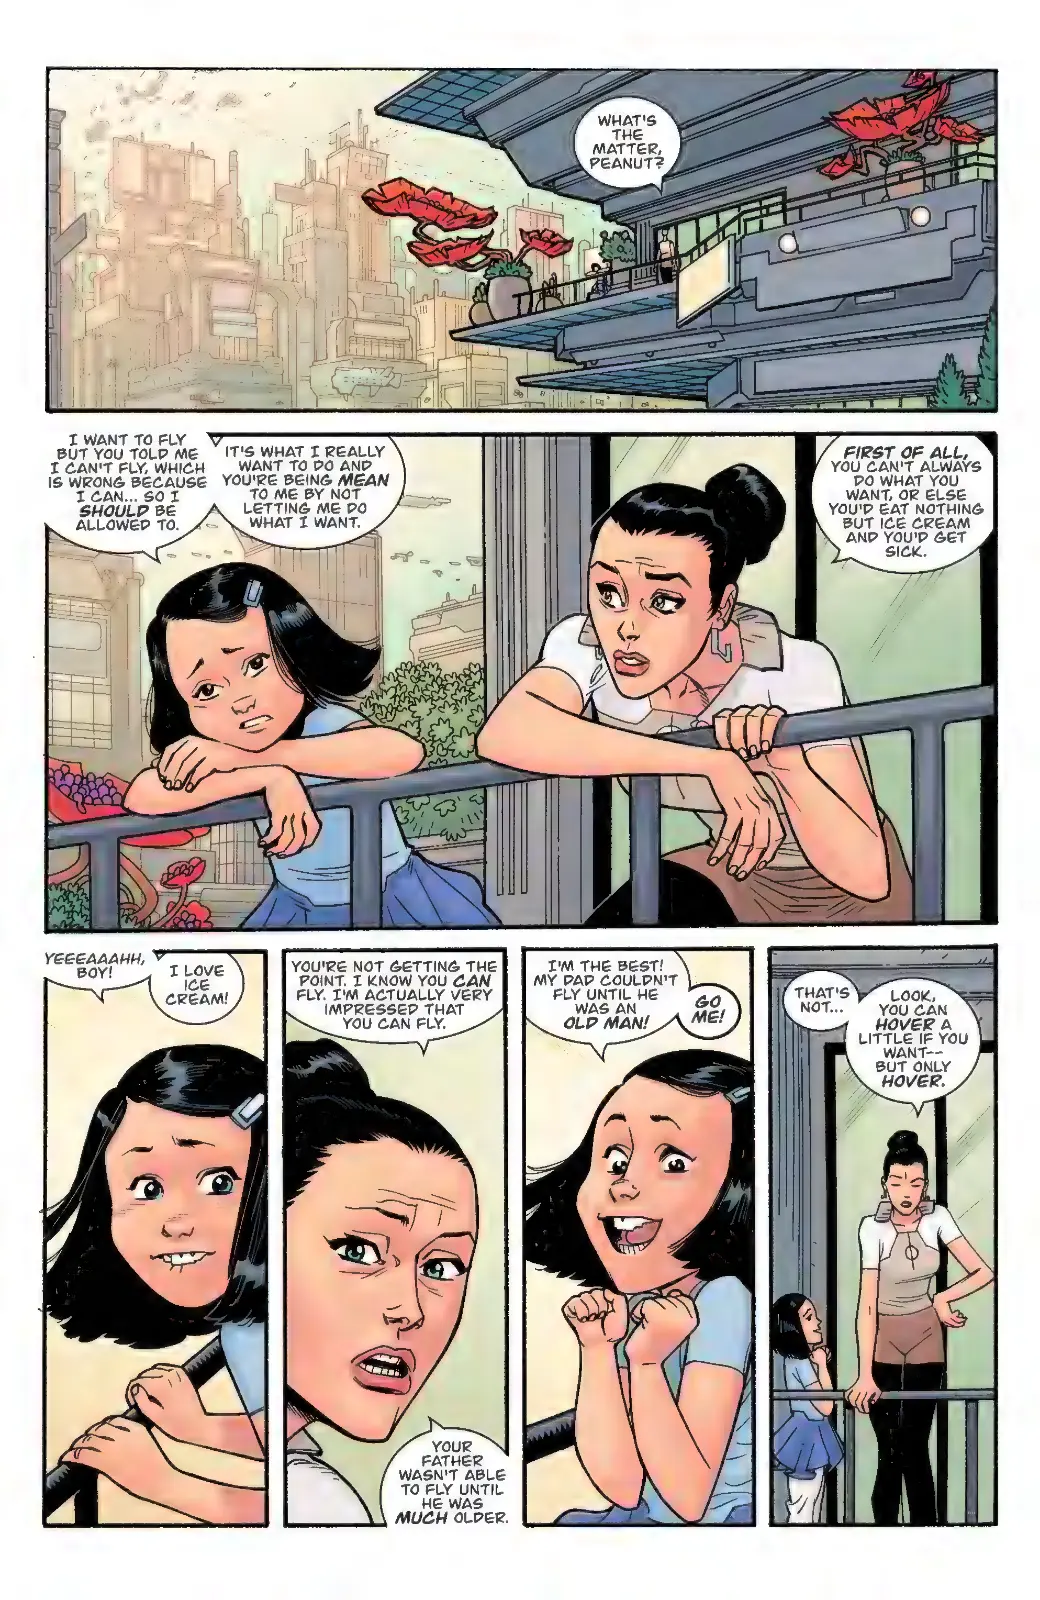 WHAT'S
THE
MATTER,
PEANUT?
I WANT TO FLY
BUT YOU TOLD ME
I CAN'T FLY, WHICH
IS WRONG BECAUSE
I CAN... SO I
SHOULD BE
ALLOWED TO.
IT'S WHAT I REALLY
WANT TO DO AND
YOU'RE BEING MEAN
TO ME BY NOT
LETTING ME DO
WHAT I WANT.
FIRST OF ALL,
YOU CAN'T ALWAYS
DO WHAT YOU
WANT, OR ELSE
YOU'D EAT NOTHING
BUT ICE CREAM
AND YOU'D GET
SICK.
YEEEAAAHH,
BOY!
I LOVE
ICE
CREAM!
YOU'RE NOT GETTING THE
POINT. I KNOW YOU CAN
FLY. I'M ACTUALLY VERY
IMPRESSED THAT
YOU CAN FLY.
YOUR
FATHER
WASN'T ABLE
TO FLY UNTIL
HE WAS
MUCH OLDER.
I'M THE BEST!
MY DAD COULDN'T
FLY UNTIL HE
WAS AN
OLD MAN!
GO
ME!
THAT'S
NOT...
LOOK,
YOU CAN
HOVER A
LITTLE IF YOU
WANT--
BUT ONLY
HOVER.